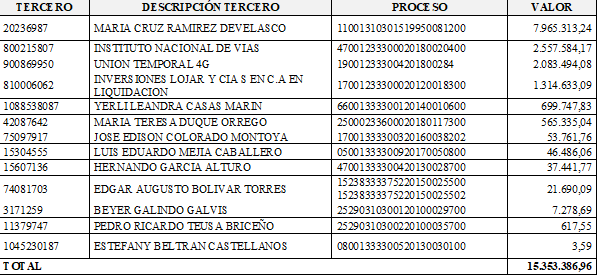 TERCERO DESCRIPCIÓN TERCERO PROCESO VALOR
20236987 MARIA CRUZ RAMIREZ DEVELASCO 11001310301519950081200 7.965.313,24
800215807 INSTITUTO NACIONAL DE VIAS 47001233300020180020400 2.557.584,17
900869950 UNION TEMPORAL 4G 190012333004201800284 2.083.494,08
810006062 INVERSIONES LOJAR Y CIA S EN C.A EN LIQUIDACION 17001233300020120018300 1.314.633,09
1088538087 YERLI LEANDRA CASAS MARIN 66001333300120140010600 699.747,83
42087642 MARIA TERESA DUQUE ORREGO 25000233600020180117300 565.335,04
75097917 JOSE EDISON COLORADO MONTOYA 17001333300320160038202 53.761,76
15304555 LUIS EDUARDO MEJIA CABALLERO 05001333300920170050800 46.486,06
15607136 HERNANDO GARCIA ALTURO 47001333300420130028700 37.441,77
74081703 EDGAR AUGUSTO BOLIVAR TORRES 15238333375220150025500 21.690,09
15238333375220150025502
3171259 BEYER GALINDO GALVIS 25290310300120100029700 7.278,69
11379747 PEDRO RICARDO TEUSA BRICEÑO 25290310300220100035700 617,55
1045230187 ESTEFANY BELTRAN CASTELLANOS 08001333300520130030100 3,59
TOTAL 15.353.386,96